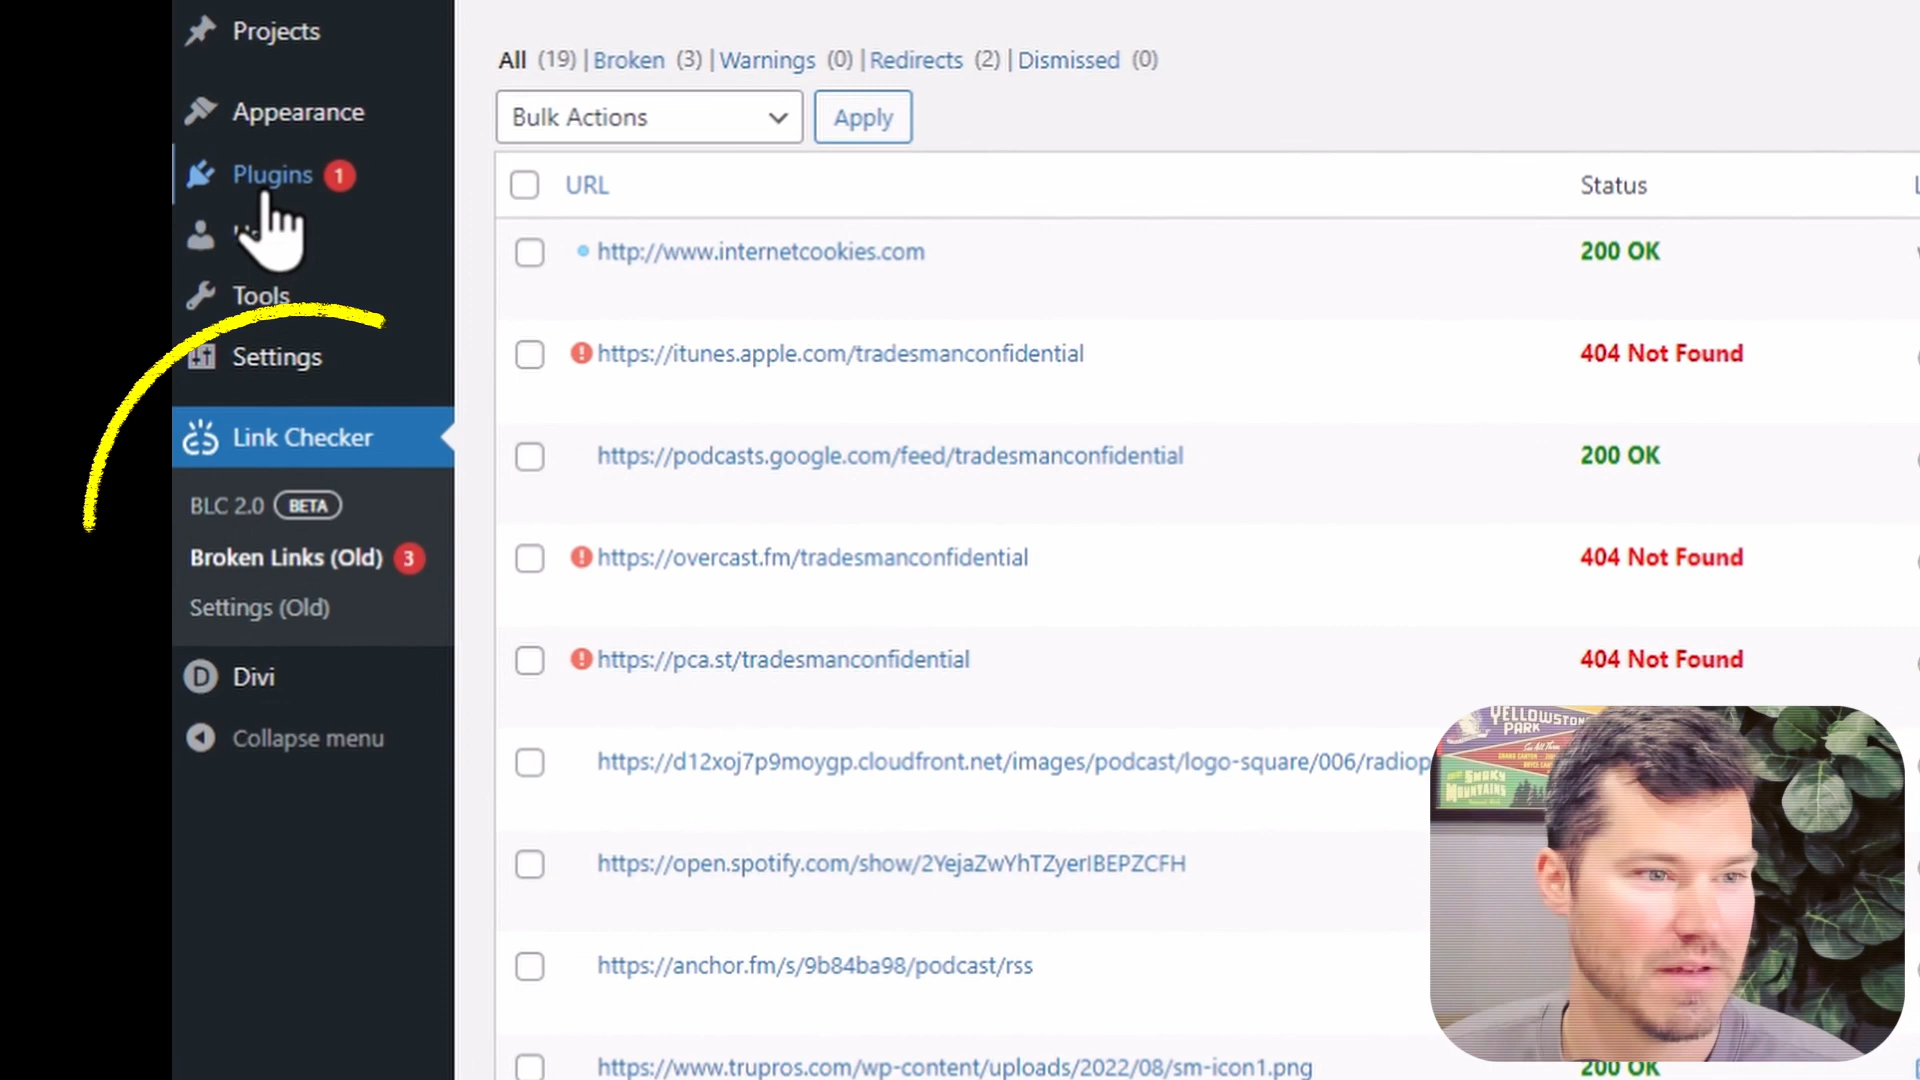 Projects
Appearance
Plugins 1
Tools
Settings
Link Checker
BLC 2.0 BETA
Broken Links (Old) 3
Settings (Old)
D Divi
Collapse menu
All (19) | Broken (3) | Warnings (0) | Redirects (2) | Dismissed (0)
Bulk Actions Apply
URL Status
http://www.internetcookies.com 200 OK
https://itunes.apple.com/tradesmanconfidential 404 Not Found
https://podcasts.google.com/feed/tradesmanconfidential 200 OK
https://overcast.fm/tradesmanconfidential 404 Not Found
https://pca.st/tradesmanconfidential 404 Not Found
https://d12xoj7p9moygp.cloudfront.net/images/podcast/logo-square/006/radiop
https://open.spotify.com/show/2YejaZwYhTZyerIBEPZCFH
https://anchor.fm/s/9b84ba98/podcast/rss
https://www.trupros.com/wp-content/uploads/2022/08/sm-icon1.png 200 OK
YELLOWSTON
PARK
SMOKY
MOUNTAINS